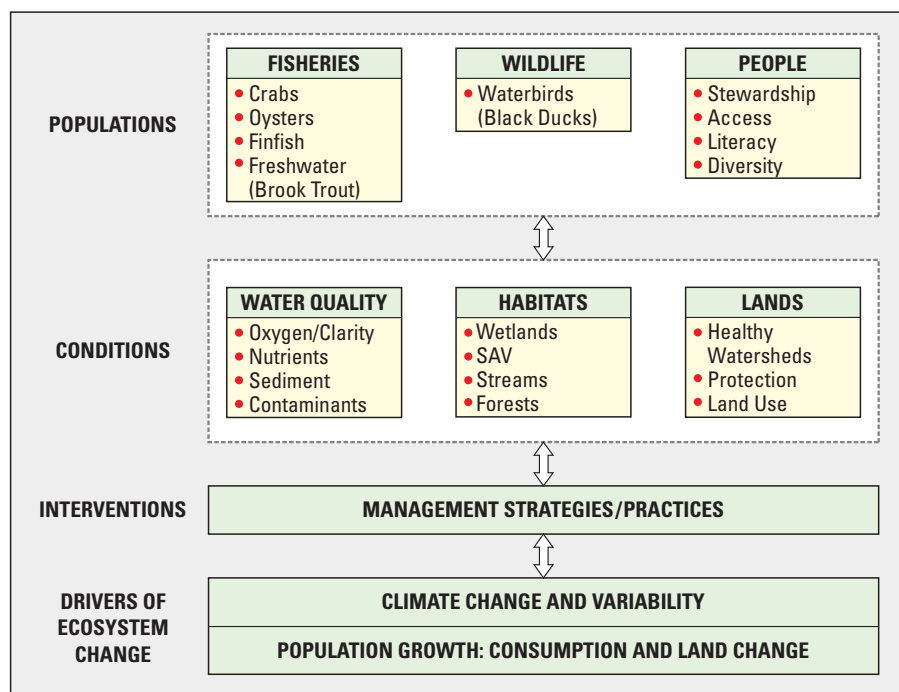 POPULATIONS
FISHERIES
• Crabs
• Oysters
• Finfish
• Freshwater
(Brook Trout)
WILDLIFE
• Waterbirds
(Black Ducks)
PEOPLE
• Stewardship
• Access
• Literacy
• Diversity
CONDITIONS
WATER QUALITY
• Oxygen/Clarity
• Nutrients
• Sediment
• Contaminants
HABITATS
• Wetlands
• SAV
• Streams
• Forests
LANDS
• Healthy
Watersheds
• Protection
• Land Use
INTERVENTIONS
MANAGEMENT STRATEGIES/PRACTICES
DRIVERS OF
ECOSYSTEM
CHANGE
CLIMATE CHANGE AND VARIABILITY
POPULATION GROWTH: CONSUMPTION AND LAND CHANGE